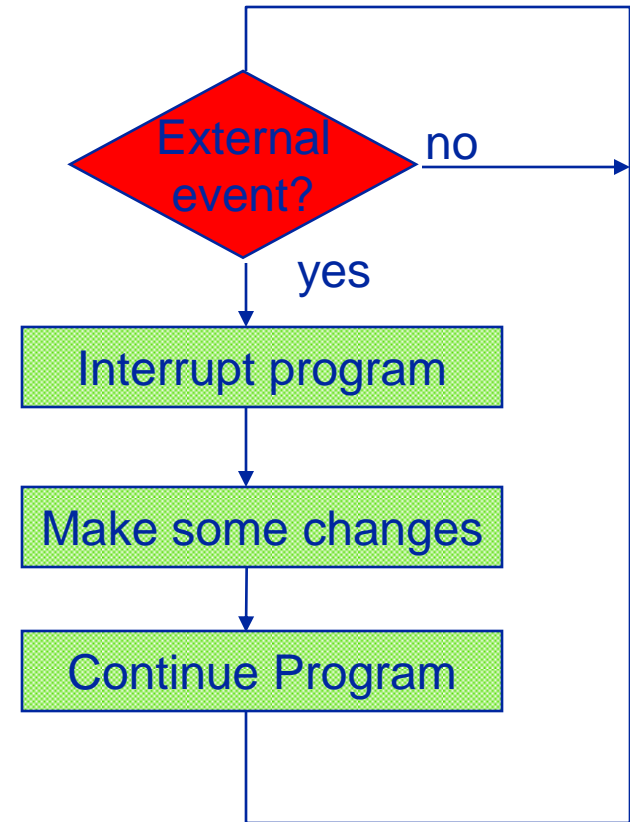 External
event?
no
yes
Interrupt program
Make some changes
Continue Program